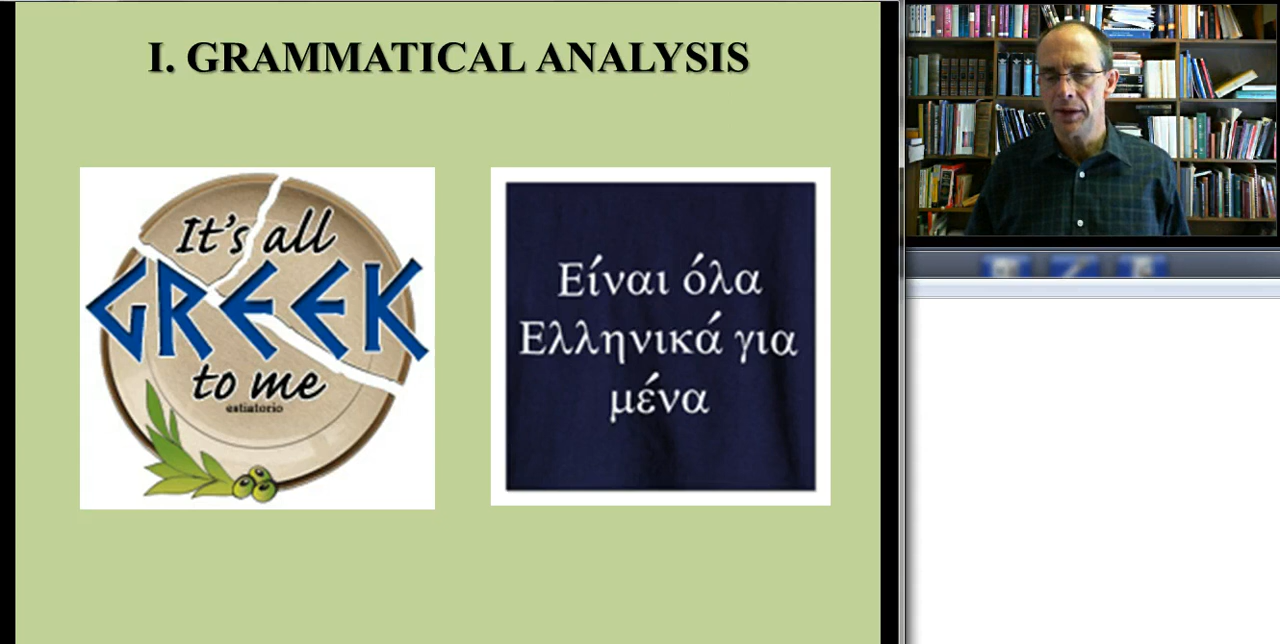 I. GRAMMATICAL ANALYSIS
It's all
GREEK
to me
estiatorio
Είναι όλα
Ελληνικά για
μένα